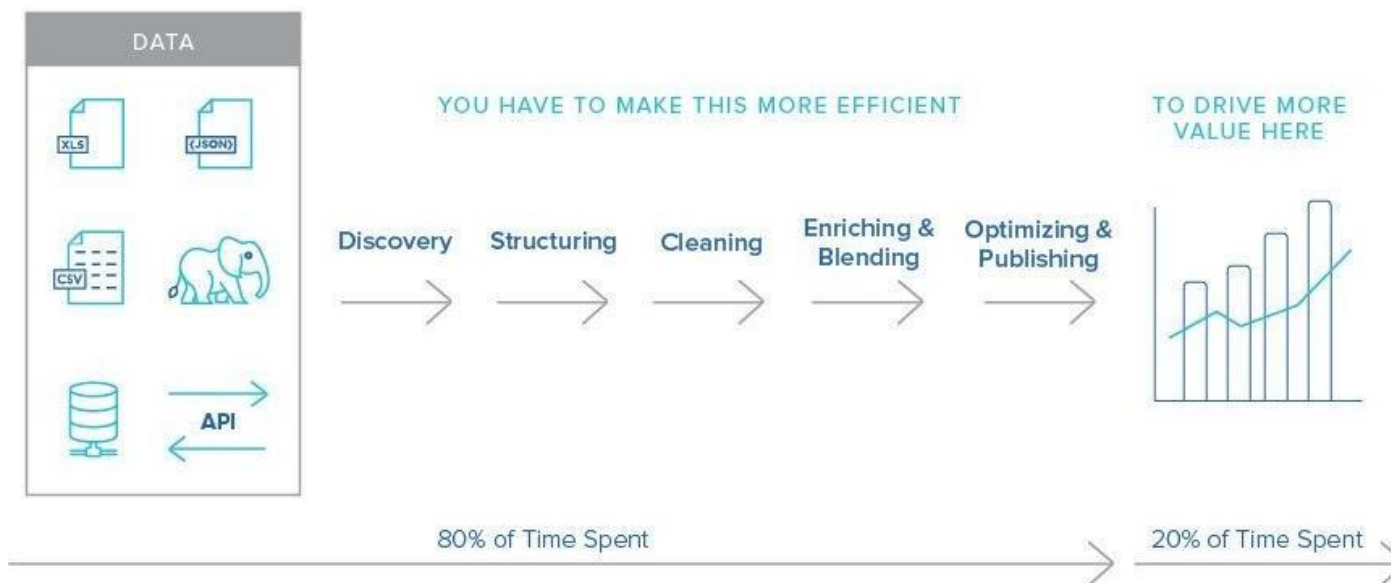 DATA
XLS
{JSON}
CSV
API
YOU HAVE TO MAKE THIS MORE EFFICIENT
Discovery
Structuring
Cleaning
Enriching &
Blending
Optimizing &
Publishing
TO DRIVE MORE
VALUE HERE
80% of Time Spent
20% of Time Spent